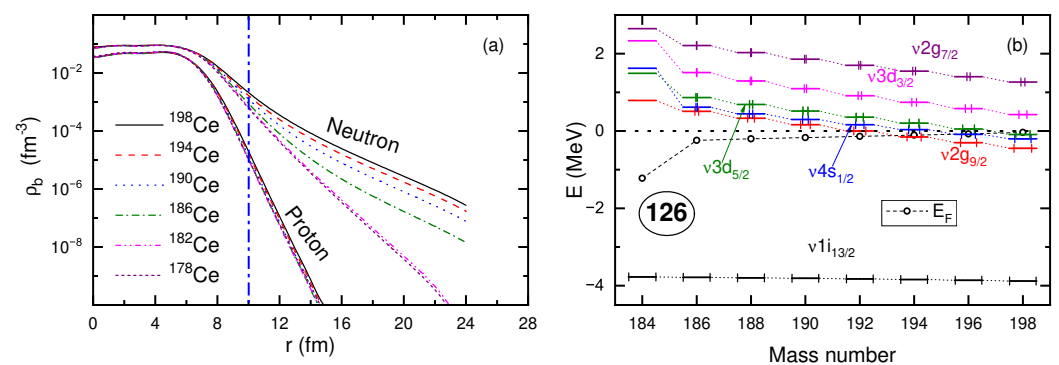 (a)
10⁻²
10⁻⁴
10⁻⁶
10⁻⁸
ρb (fm⁻³)
¹⁹⁸Ce
¹⁹⁴Ce
¹⁹⁰Ce
¹⁸⁶Ce
¹⁸²Ce
¹⁷⁸Ce
Neutron
Proton
0 4 8 12 16 20 24 28
r (fm)
(b)
2
0
−2
−4
E (MeV)
ν2g7/2
ν3d3/2
ν3d5/2
ν4s1/2
ν2g9/2
126
EF
ν1i13/2
184 186 188 190 192 194 196 198
Mass number